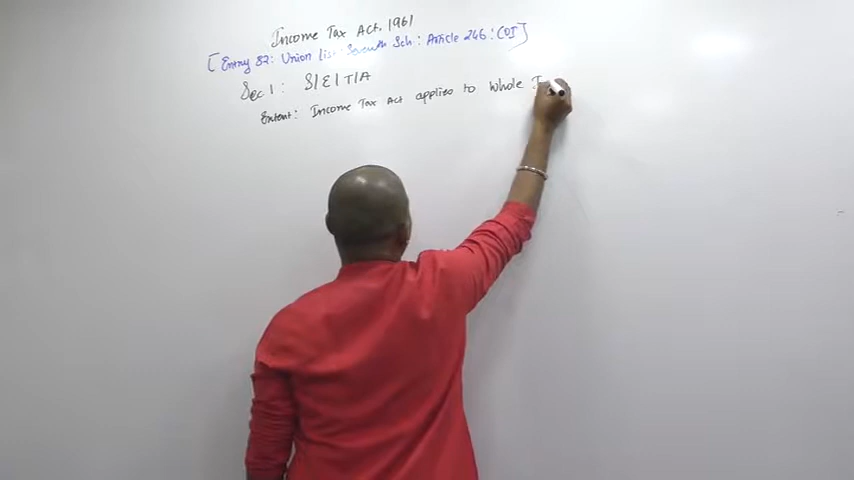 Income Tax Act, 1961
[Entry 82: Union List: Seventh Sch: Article 246: COI]
Sec 1: S/E/T/A
Extent: Income Tax Act applies to whole I